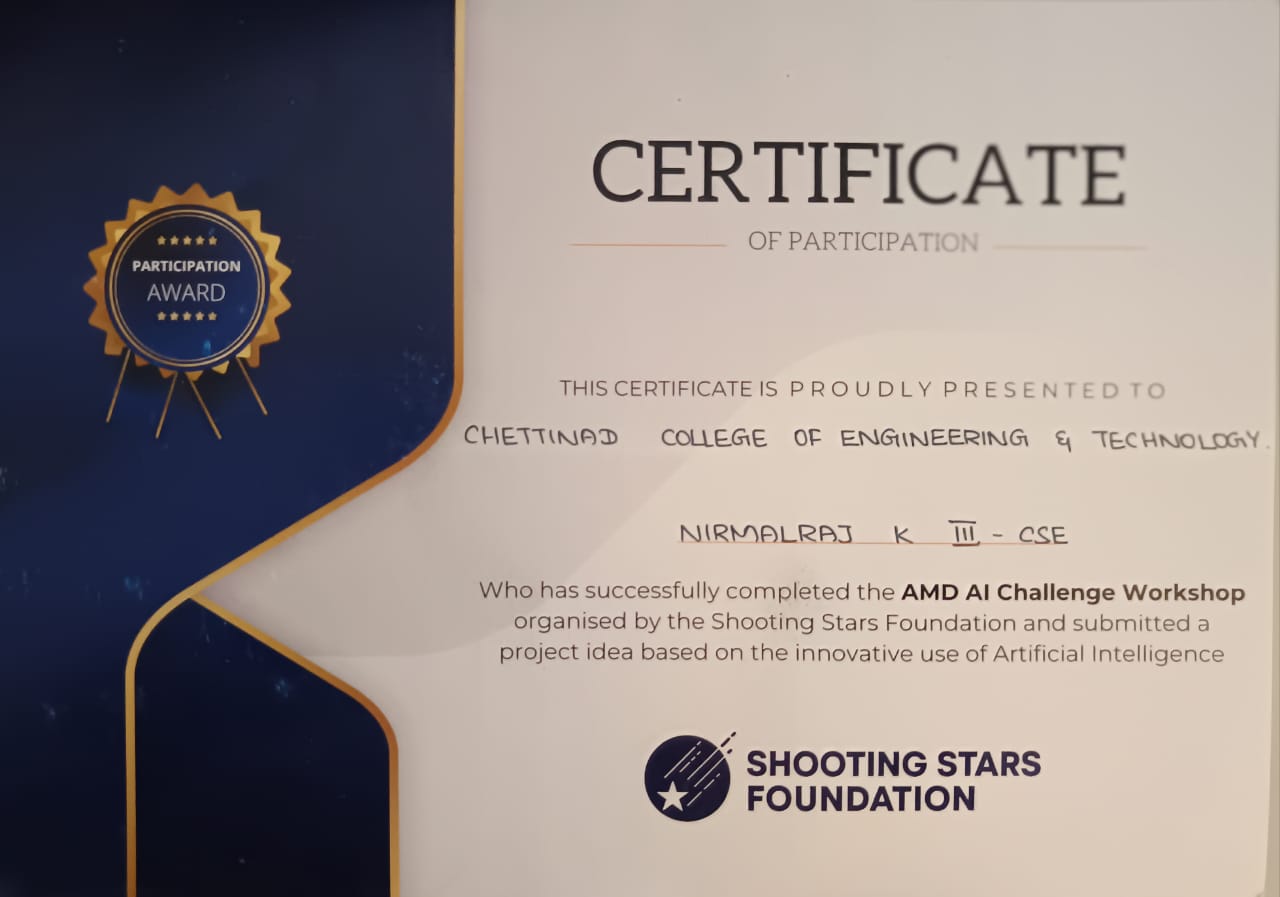 PARTICIPATION
AWARD
CERTIFICATE
OF PARTICIPATION
THIS CERTIFICATE IS PROUDLY PRESENTED TO
CHETTINAD COLLEGE OF ENGINEERING & TECHNOLOGY.
NIRMALRAJ K III - CSE
Who has successfully completed the AMD AI Challenge Workshop
organised by the Shooting Stars Foundation and submitted a
project idea based on the innovative use of Artificial Intelligence
SHOOTING STARS
FOUNDATION